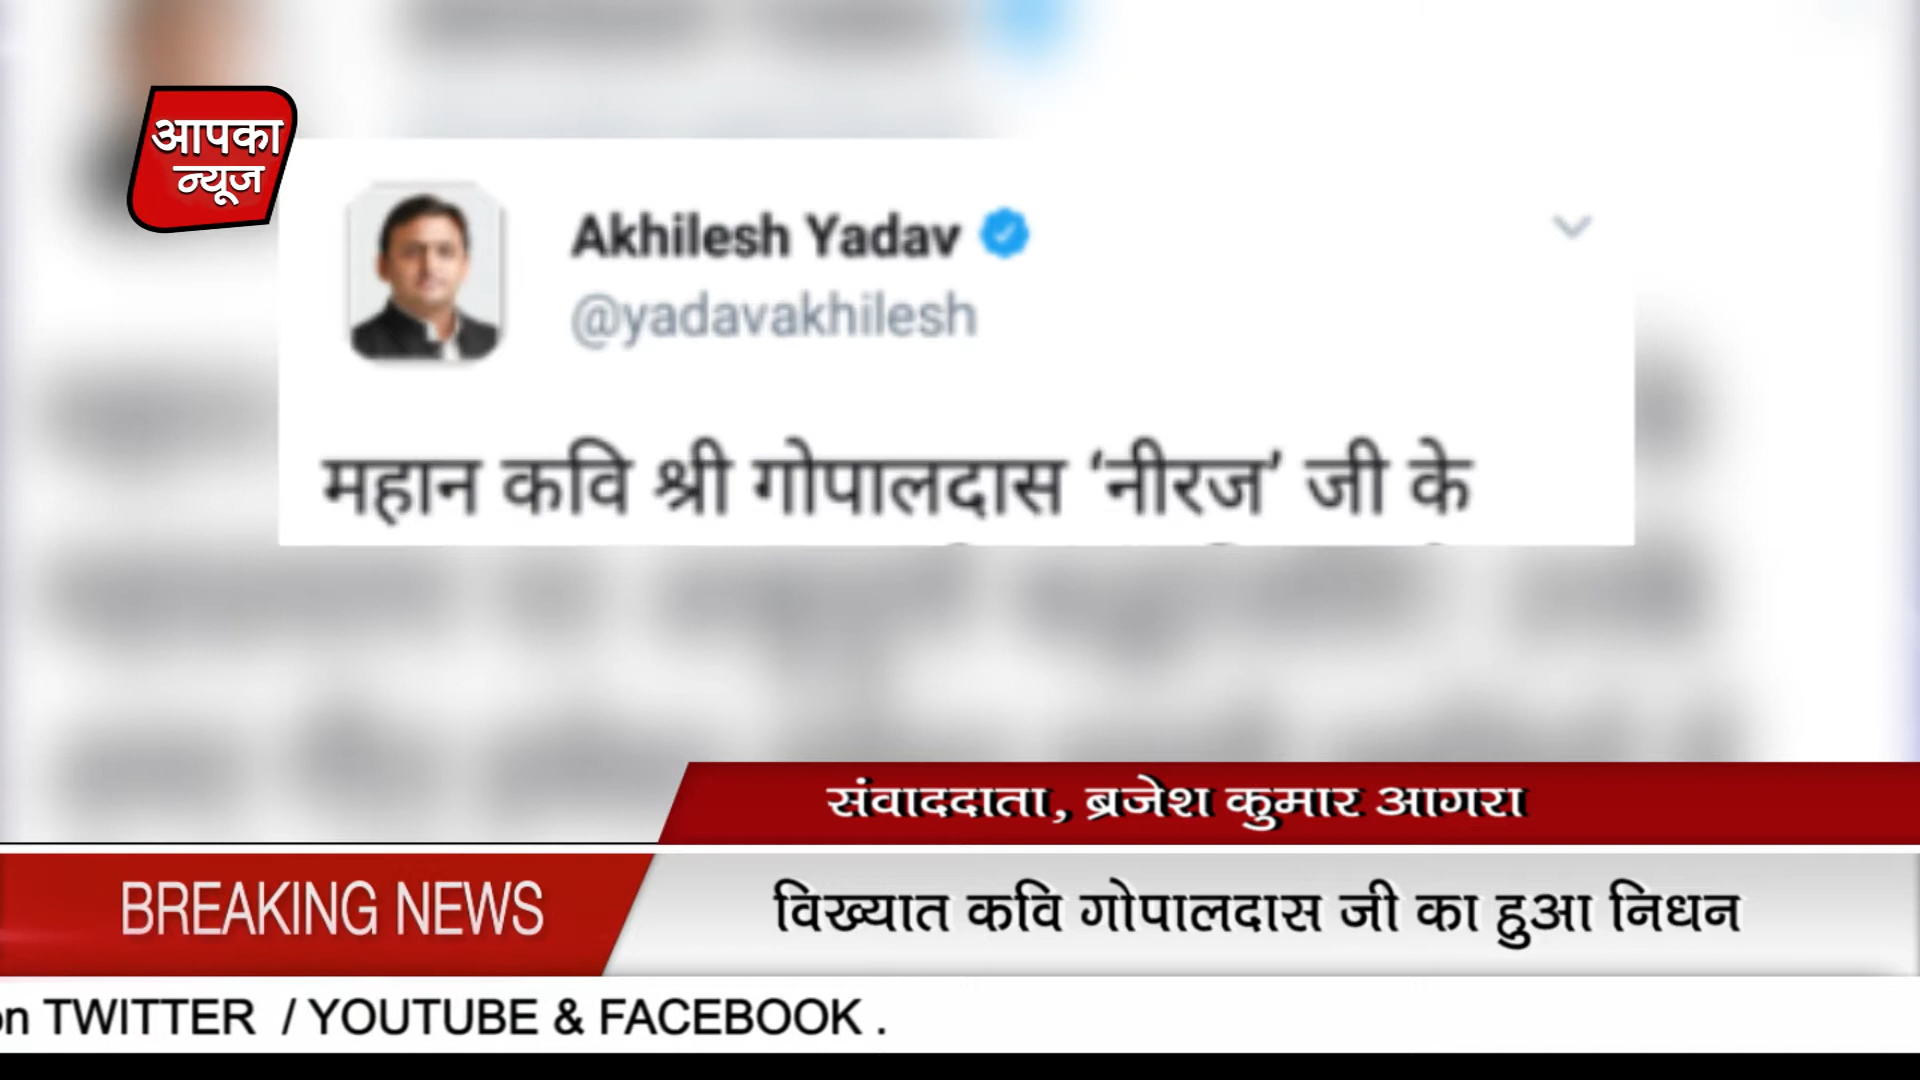 आपका
न्यूज
Akhilesh Yadav
@yadavakhilesh
महान कवि श्री गोपालदास ‘नीरज’ जी के
संवाददाता, ब्रजेश कुमार आगरा
BREAKING NEWS
विख्यात कवि गोपालदास जी का हुआ निधन
on TWITTER / YOUTUBE & FACEBOOK .